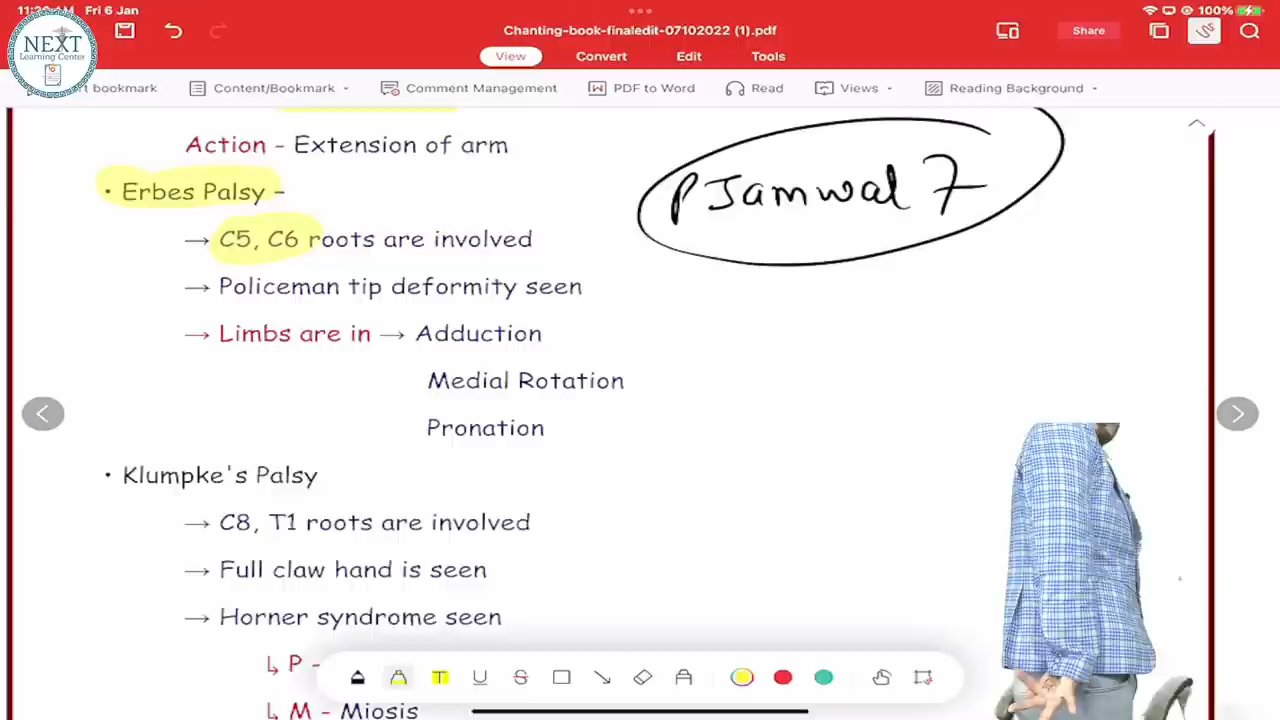 11:20 AM Fri 6 Jan
100%
NEXT
Learning Center
Chanting-book-finaledit-07102022 (1).pdf
Share
View Convert Edit Tools
rt bookmark Content/Bookmark Comment Management PDF to Word Read Views Reading Background
Action - Extension of arm
P Jamwal 7
• Erbes Palsy -
→ C5, C6 roots are involved
→ Policeman tip deformity seen
→ Limbs are in → Adduction
Medial Rotation
Pronation
• Klumpke's Palsy
→ C8, T1 roots are involved
→ Full claw hand is seen
→ Horner syndrome seen
↳ P -
↳ M - Miosis